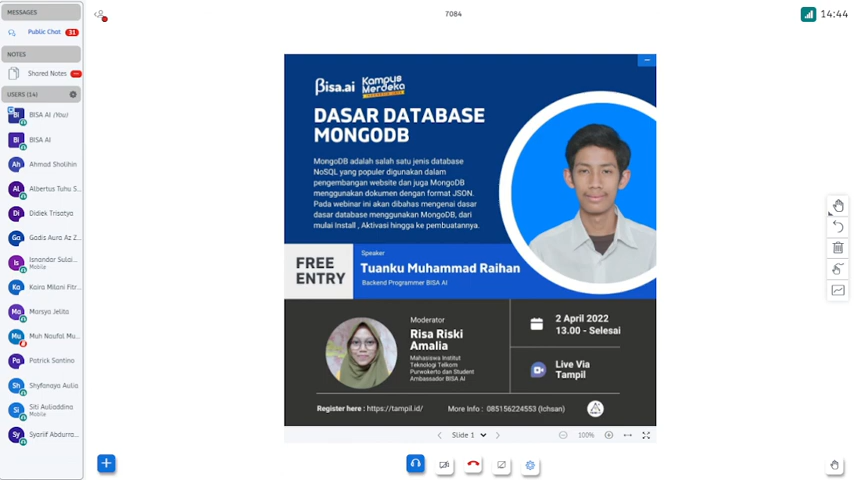 MESSAGES
Public Chat 31
NOTES
Shared Notes
USERS (14)
BISA AI (You)
BISA AI
Ahmad Sholihin
Albertus Tuhu S...
Didiek Trisatya
Gadis Aura Az Z...
Isnandar Sulai...
Mobile
Kaira Milani Fitr...
Marsya Jelita
Muh Naufal Mu...
Patrick Santino
Shyfanaya Aulia
Siti Auliaddina
Mobile
Syariif Abdurra...
7084
14:44
Bisa.ai
Kampus
Merdeka
DASAR DATABASE
MONGODB
MongoDB adalah salah satu jenis database
NoSQL yang populer digunakan dalam
pengembangan website dan juga MongoDB
menggunakan dokumen dengan format JSON.
Pada webinar ini akan dibahas mengenai dasar
dasar database menggunakan MongoDB, dari
mulai Install , Aktivasi hingga ke pembuatannya.
FREE
ENTRY
Speaker
Tuanku Muhammad Raihan
Backend Programmer BISA AI
Moderator
Risa Riski
Amalia
Mahasiswa Institut
Teknologi Telkom
Purwokerto dan Student
Ambassador BISA AI
2 April 2022
13.00 - Selesai
Live Via
Tampil
Register here : https://tampil.id/
More Info : 085156224553 (Ichsan)
Slide 1
100%